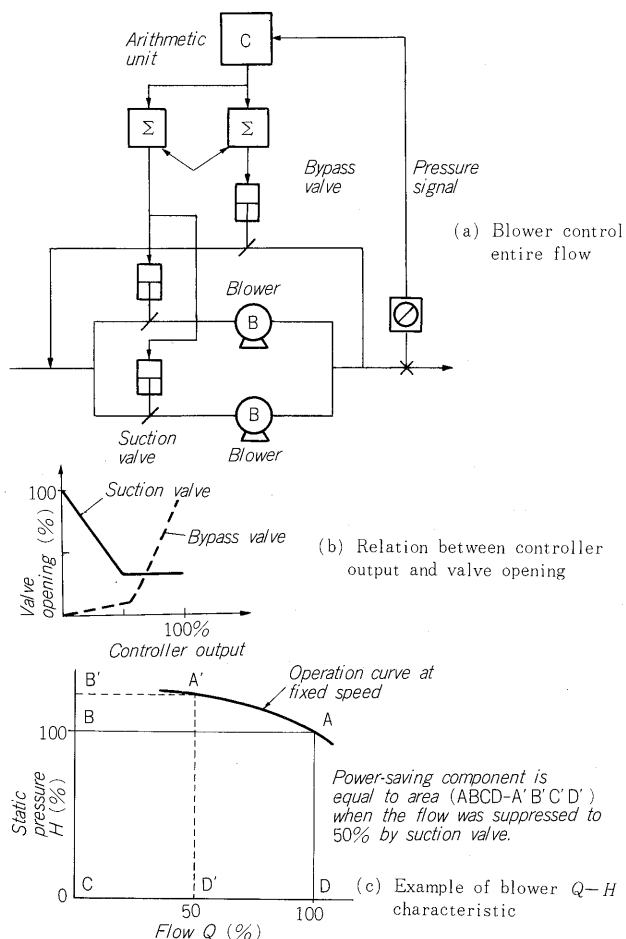 C
Arithmetic
unit
Σ
Σ
Bypass
valve
Pressure
signal
(a) Blower control
entire flow
Blower
B
B
Suction
valve
Blower
100%
Suction valve
Bypass valve
Valve
opening (%)
100%
Controller output
(b) Relation between controller
output and valve opening
B'
A'
Operation curve at
fixed speed
B
A
100
Static
pressure
H (%)
Power-saving component is
equal to area (ABCD-A'B'C'D')
when the flow was suppressed to
50% by suction valve.
0
C
D'
D
50
100
Flow Q (%)
(c) Example of blower Q-H
characteristic